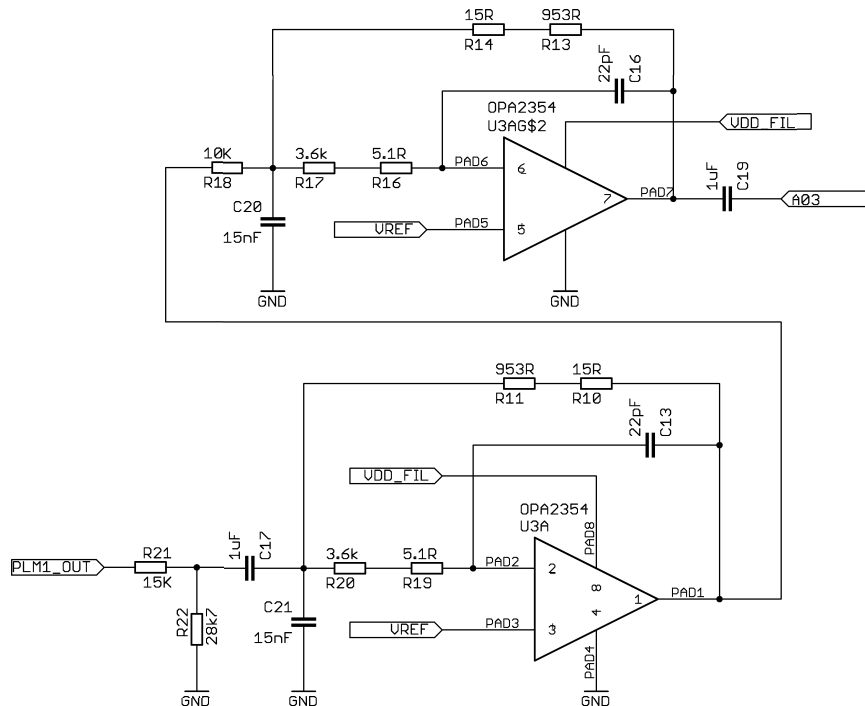 15R
953R
R14
R13
22pF
C16
OPA2354
U3AG$2
VDD_FIL
10K
3.6k
5.1R
PAD6
6
R18
R17
R16
7
PAD7
1uF
C19
A03
C20
15nF
VREF
PAD5
5
GND
GND
953R
15R
R11
R10
22pF
C13
VDD_FIL
OPA2354
U3A
PAD8
PLM1_OUT
R21
15K
1uF
C17
3.6k
5.1R
PAD2
2
R20
R19
8
4
1
PAD1
R22
28k7
C21
15nF
VREF
PAD3
3
PAD4
GND
GND
GND